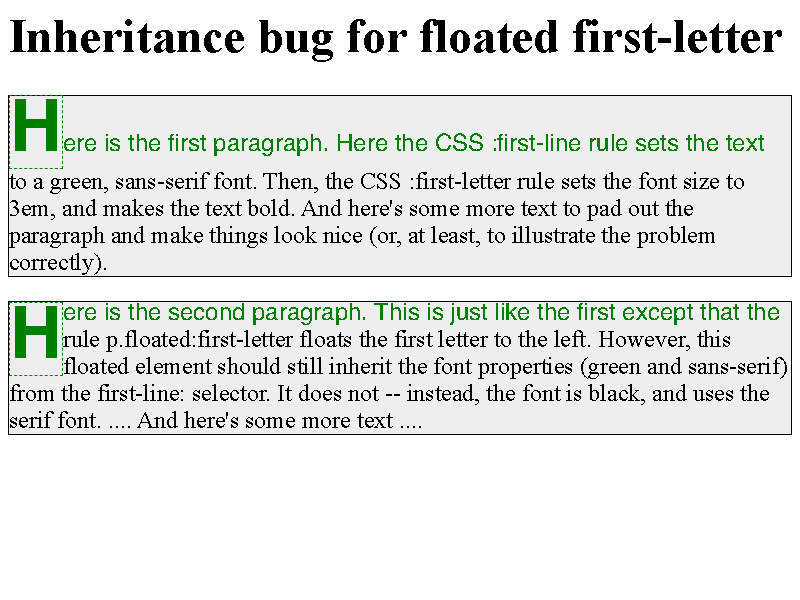 Inheritance bug for floated first-letter
Here is the first paragraph. Here the CSS :first-line rule sets the text
to a green, sans-serif font. Then, the CSS :first-letter rule sets the font size to
3em, and makes the text bold. And here's some more text to pad out the
paragraph and make things look nice (or, at least, to illustrate the problem
correctly).
Here is the second paragraph. This is just like the first except that the
rule p.floated:first-letter floats the first letter to the left. However, this
floated element should still inherit the font properties (green and sans-serif)
from the first-line: selector. It does not -- instead, the font is black, and uses the
serif font. .... And here's some more text ....